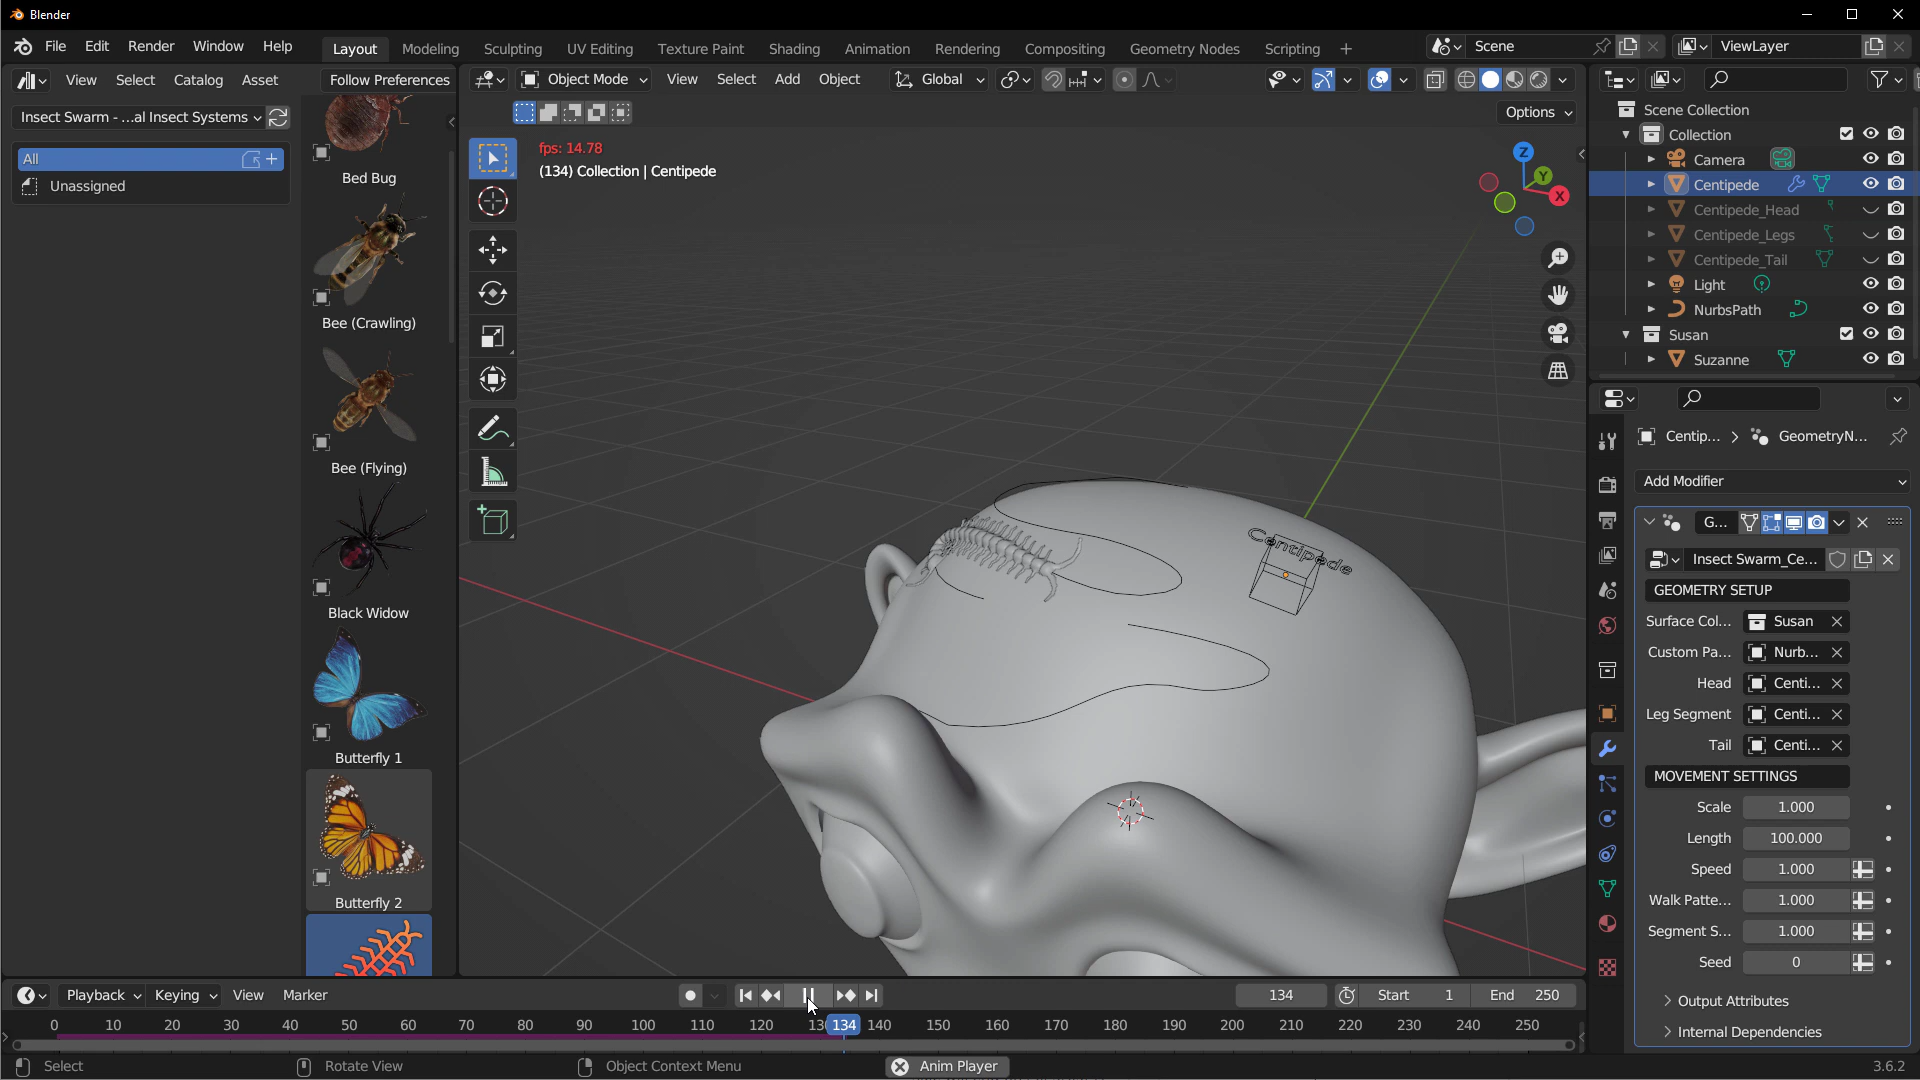 Blender
File Edit Render Window Help
Layout Modeling Sculpting UV Editing Texture Paint Shading Animation Rendering Compositing Geometry Nodes Scripting +
Scene
ViewLayer
View Select Catalog Asset
Follow Preferences
Object Mode
View Select Add Object
Global
Insect Swarm - ...al Insect Systems
All
Unassigned
Bed Bug
Bee (Crawling)
Bee (Flying)
Black Widow
Butterfly 1
Butterfly 2
Options
fps: 14.78
(134) Collection | Centipede
Z
Y
X
Centipede
Scene Collection
Collection
Camera
Centipede
Centipede_Head
Centipede_Legs
Centipede_Tail
Light
NurbsPath
Susan
Suzanne
Centip... > GeometryN...
Add Modifier
G...
Insect Swarm_Ce...
GEOMETRY SETUP
Surface Col... Susan
Custom Pa... Nurb...
Head Centi...
Leg Segment Centi...
Tail Centi...
MOVEMENT SETTINGS
Scale 1.000
Length 100.000
Speed 1.000
Walk Patte... 1.000
Segment S... 1.000
Seed 0
Output Attributes
Internal Dependencies
Playback Keying View Marker
134
Start 1
End 250
0 10 20 30 40 50 60 70 80 90 100 110 120 13 134 140 150 160 170 180 190 200 210 220 230 240 250
Select
Rotate View
Object Context Menu
Anim Player
3.6.2